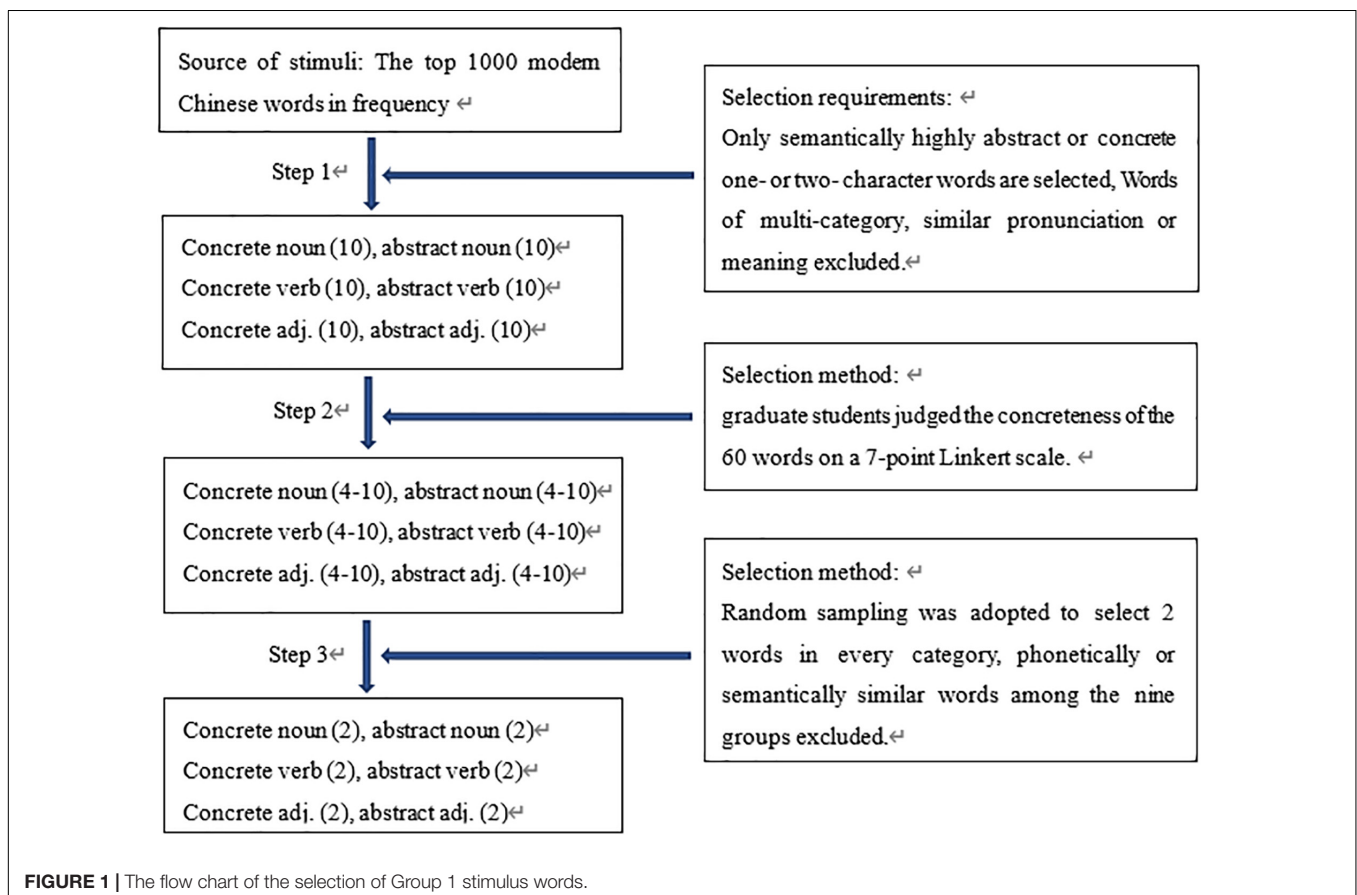 Source of stimuli: The top 1000 modem
Chinese words in frequency ↵
Step 1↵
Selection requirements: ↵
Only semantically highly abstract or concrete
one- or two- character words are selected, Words
of multi-category, similar pronunciation or
meaning excluded.↵
Concrete noun (10), abstract noun (10)↵
Concrete verb (10), abstract verb (10)↵
Concrete adj. (10), abstract adj. (10)↵
Step 2↵
Selection method: ↵
graduate students judged the concreteness of the
60 words on a 7-point Linkert scale. ↵
Concrete noun (4-10), abstract noun (4-10)↵
Concrete verb (4-10), abstract verb (4-10)↵
Concrete adj. (4-10), abstract adj. (4-10)↵
Step 3↵
Selection method: ↵
Random sampling was adopted to select 2
words in every category, phonetically or
semantically similar words among the nine
groups excluded.↵
Concrete noun (2), abstract noun (2)↵
Concrete verb (2), abstract verb (2)↵
Concrete adj. (2), abstract adj. (2)↵
FIGURE 1 | The flow chart of the selection of Group 1 stimulus words.